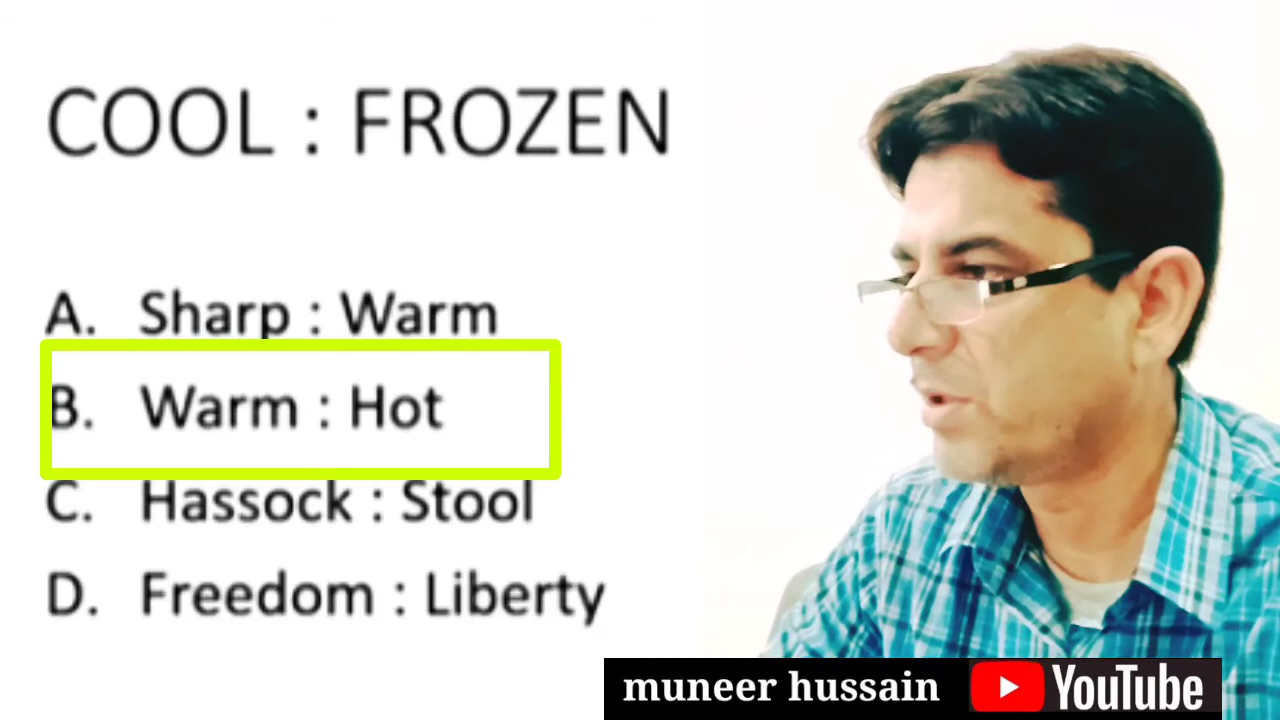 COOL : FROZEN
A. Sharp : Warm
B. Warm : Hot
C. Hassock : Stool
D. Freedom : Liberty
muneer hussain YouTube